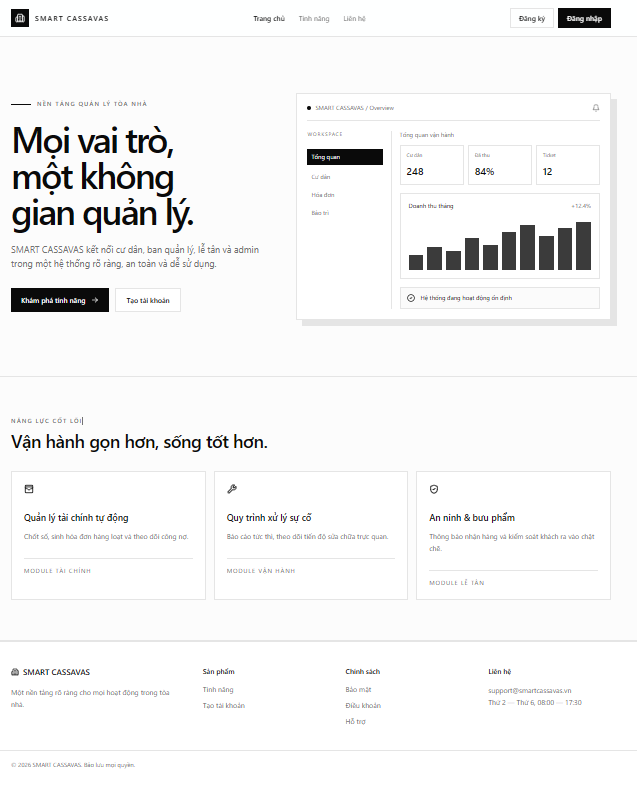 SMART CASSAVAS
Trang chủ Tính năng Liên hệ
Đăng ký Đăng nhập
NỀN TẢNG QUẢN LÝ TÒA NHÀ
Mọi vai trò,
một không
gian quản lý.
SMART CASSAVAS kết nối cư dân, ban quản lý, lễ tân và admin
trong một hệ thống rõ ràng, an toàn và dễ sử dụng.
Khám phá tính năng →
Tạo tài khoản
SMART CASSAVAS / Overview
WORKSPACE
Tổng quan
Cư dân
Hóa đơn
Bảo trì
Tổng quan vận hành
Cư dân
248
Đã thu
84%
Ticket
12
Doanh thu tháng
+12.4%
Hệ thống đang hoạt động ổn định
NĂNG LỰC CỐT LÕI
Vận hành gọn hơn, sống tốt hơn.
Quản lý tài chính tự động
Chốt số, sinh hóa đơn hàng loạt và theo dõi công nợ.
MODULE TÀI CHÍNH
Quy trình xử lý sự cố
Báo cáo tức thì, theo dõi tiến độ sửa chữa trực quan.
MODULE VẬN HÀNH
An ninh & bưu phẩm
Thông báo nhận hàng và kiểm soát khách ra vào chặt
chẽ.
MODULE LỄ TÂN
SMART CASSAVAS
Một nền tảng rõ ràng cho mọi hoạt động trong tòa
nhà.
Sản phẩm
Tính năng
Tạo tài khoản
Chính sách
Bảo mật
Điều khoản
Hỗ trợ
Liên hệ
support@smartcassavas.vn
Thứ 2 — Thứ 6, 08:00 — 17:30
© 2026 SMART CASSAVAS. Bảo lưu mọi quyền.